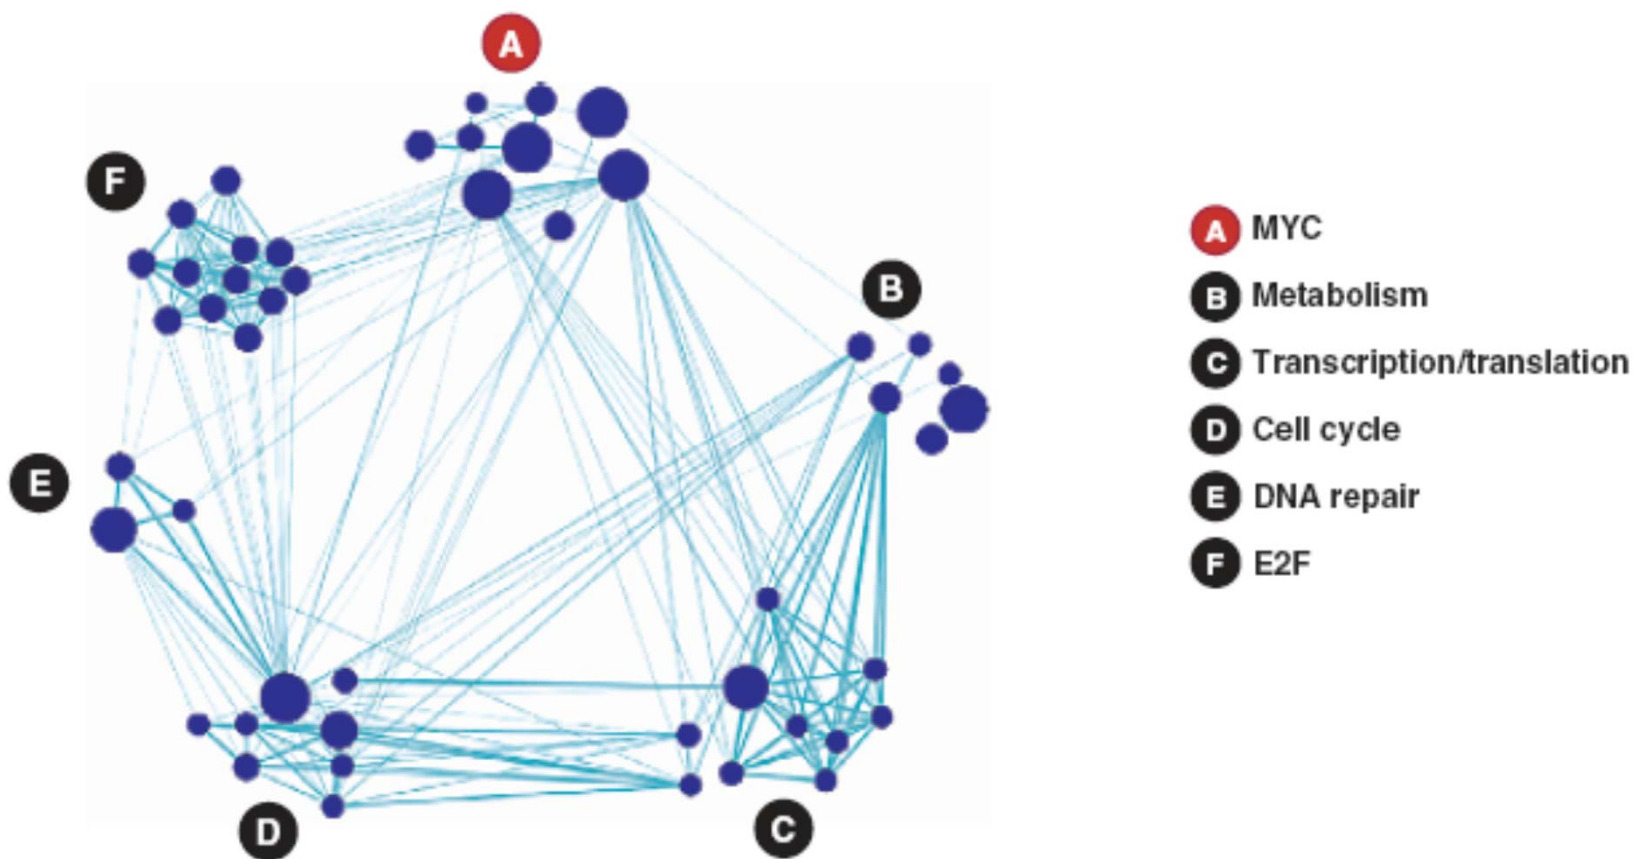 A
F
B
E
D
C
A MYC
B Metabolism
C Transcription/translation
D Cell cycle
E DNA repair
F E2F